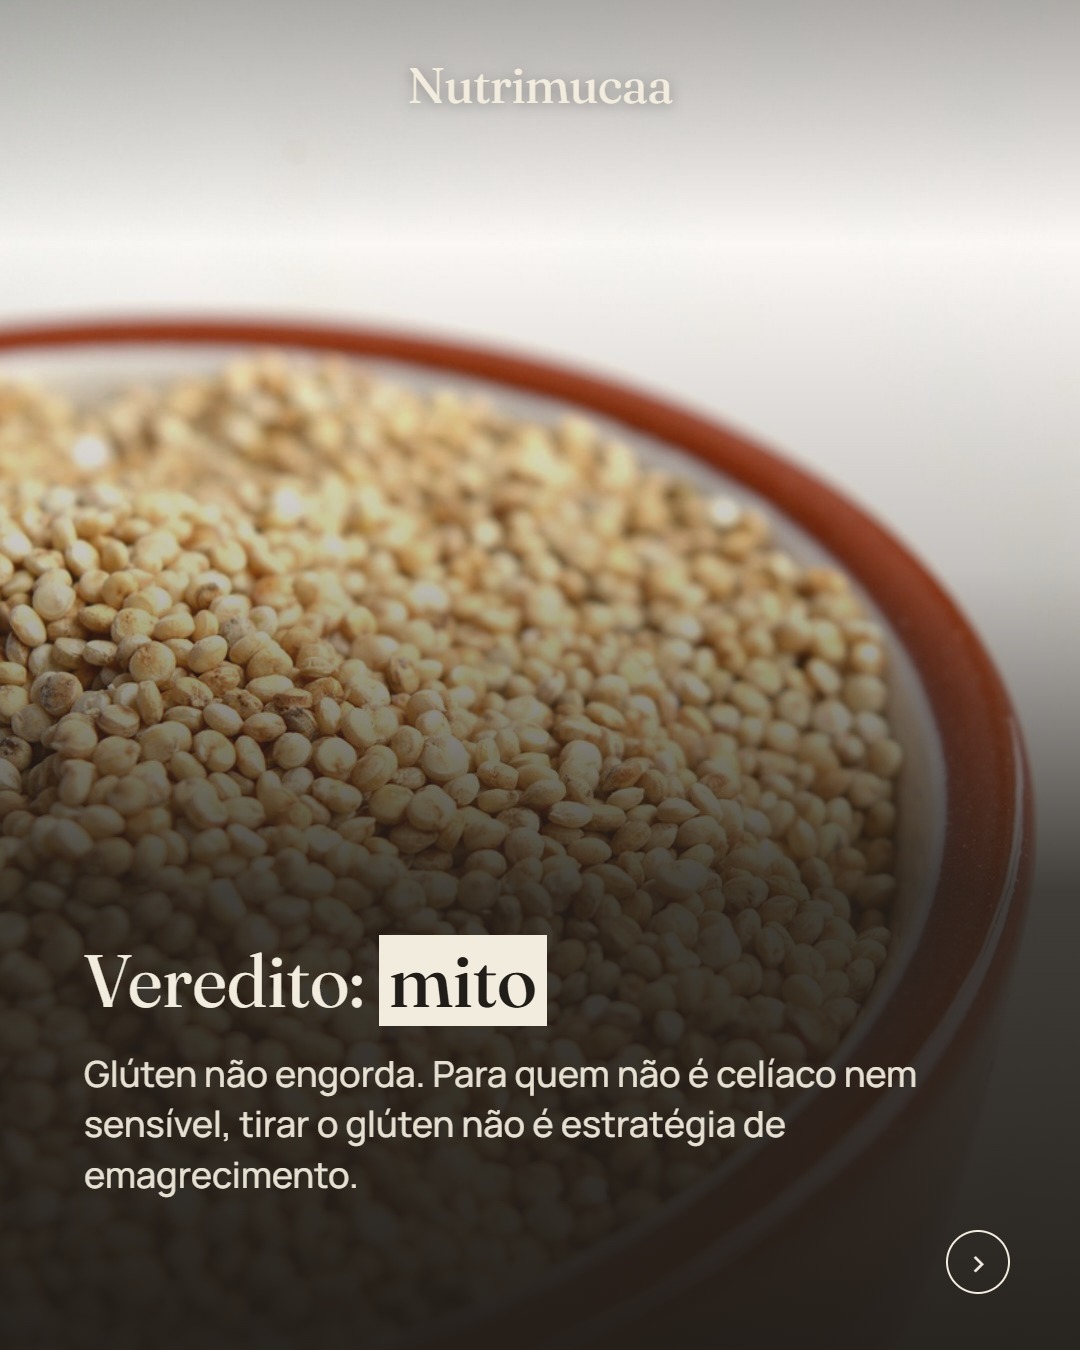 Nutrimucaa
Veredito: mito
Glúten não engorda. Para quem não é celíaco nem
sensível, tirar o glúten não é estratégia de
emagrecimento.